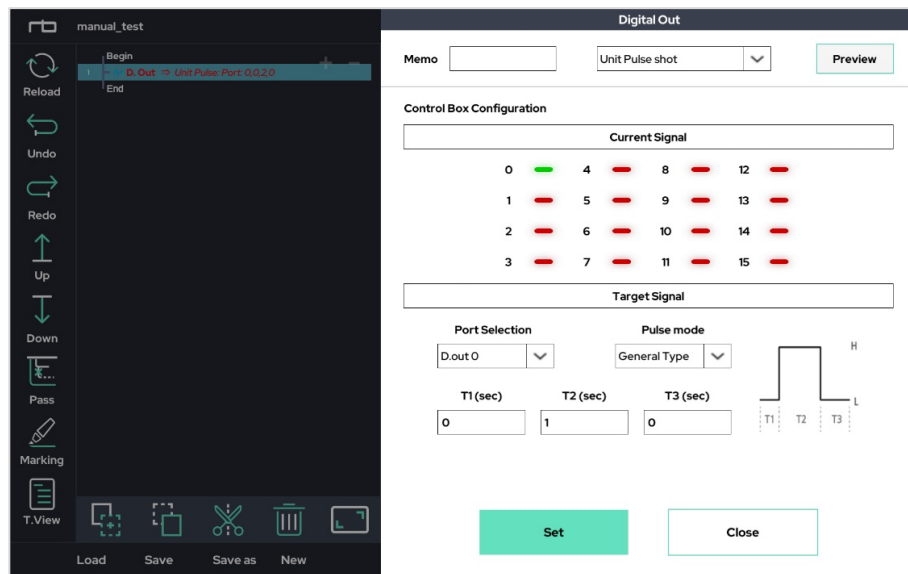 rb
manual_test
Digital Out
Memo
Unit Pulse shot
Preview
Begin
1 D. Out ⇒ Unit Pulse: Port: 0,0,2,0
End
Reload
Undo
Redo
Up
Down
Pass
Marking
T.View
Load Save Save as New
Control Box Configuration
Current Signal
0 4 8 12
1 5 9 13
2 6 10 14
3 7 11 15
Target Signal
Port Selection Pulse mode
D.out 0 General Type
T1 (sec) T2 (sec) T3 (sec)
0 1 0
H
L
T1 T2 T3
Set Close